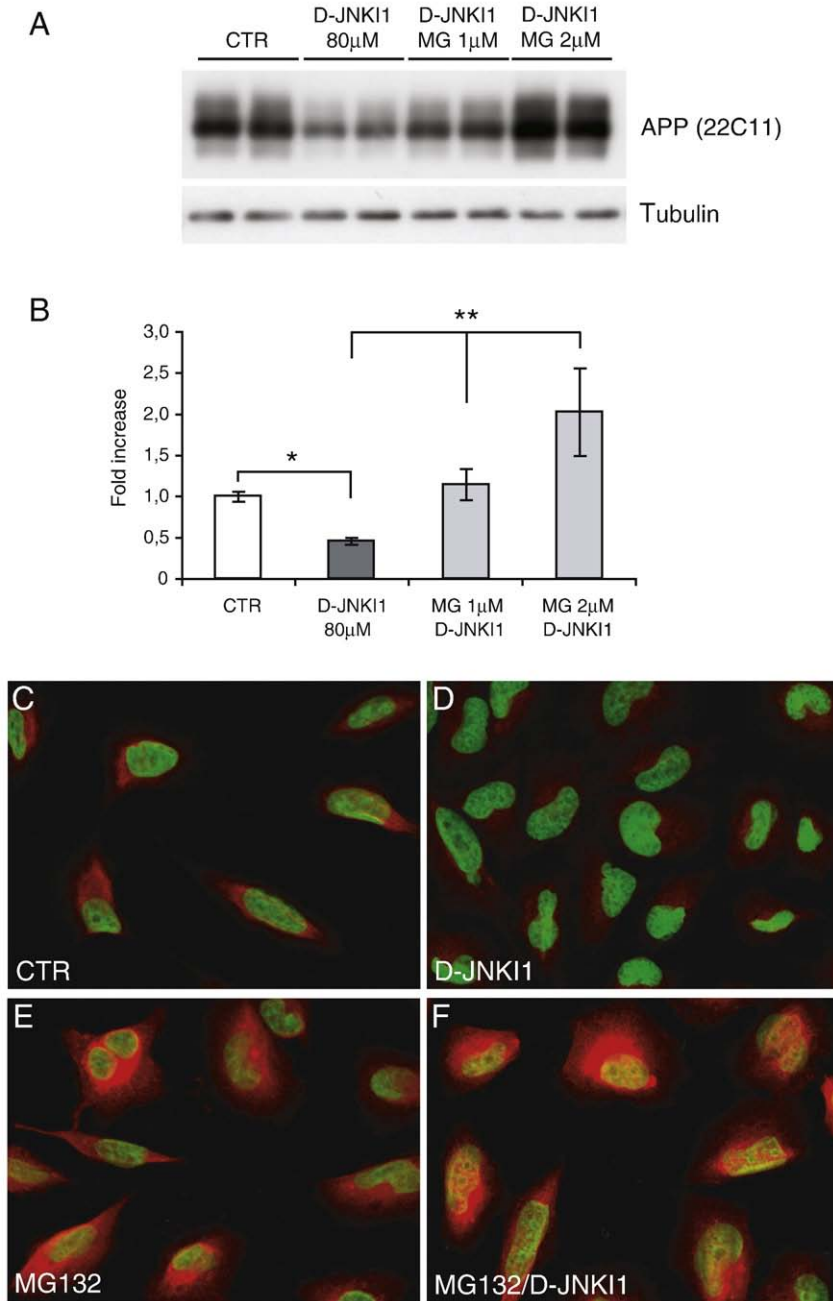 A
CTR
D-JNKI1
80μM
D-JNKI1
MG 1μM
D-JNKI1
MG 2μM
APP (22C11)
Tubulin
B
Fold increase
3,0
2,5
2,0
1,5
1,0
0,5
0
*
**
CTR
D-JNKI1
80μM
MG 1μM
D-JNKI1
MG 2μM
D-JNKI1
C
CTR
D
D-JNKI1
E
MG132
F
MG132/D-JNKI1